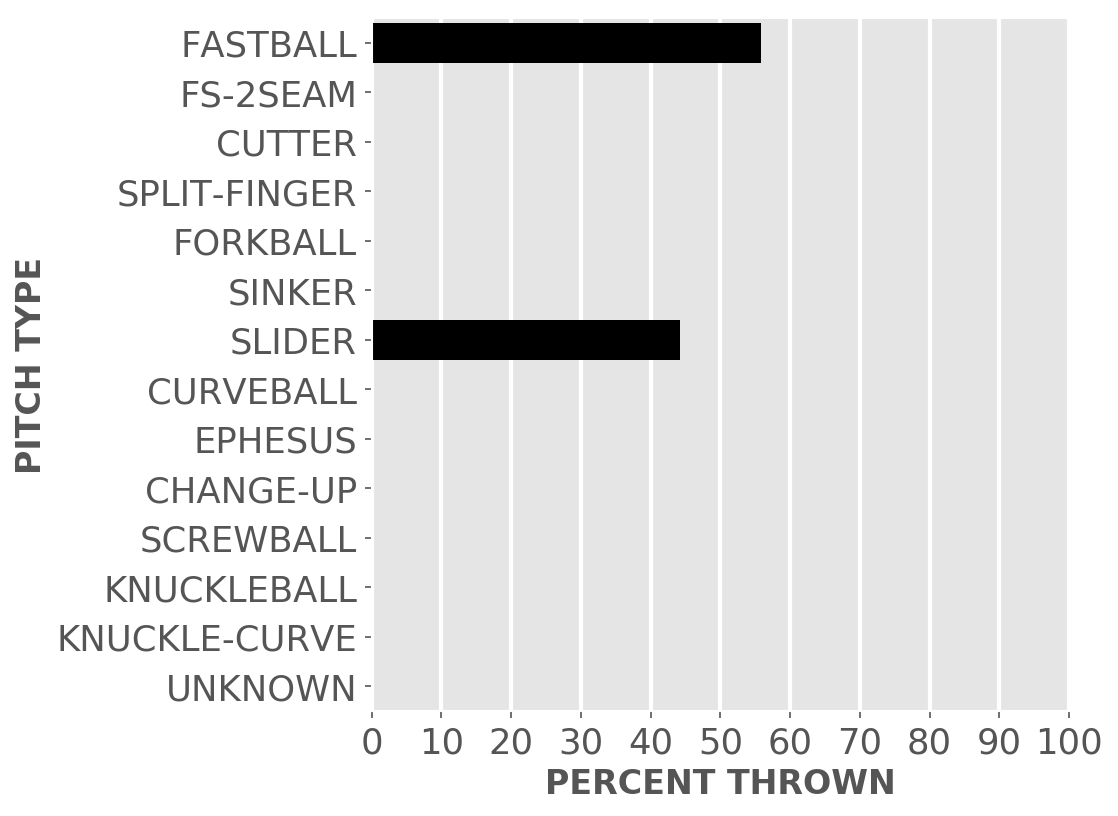 FASTBALL
FS-2SEAM
CUTTER
SPLIT-FINGER
FORKBALL
SINKER
SLIDER
CURVEBALL
EPHESUS
CHANGE-UP
SCREWBALL
KNUCKLEBALL
KNUCKLE-CURVE
UNKNOWN
PITCH TYPE
0 10 20 30 40 50 60 70 80 90 100
PERCENT THROWN